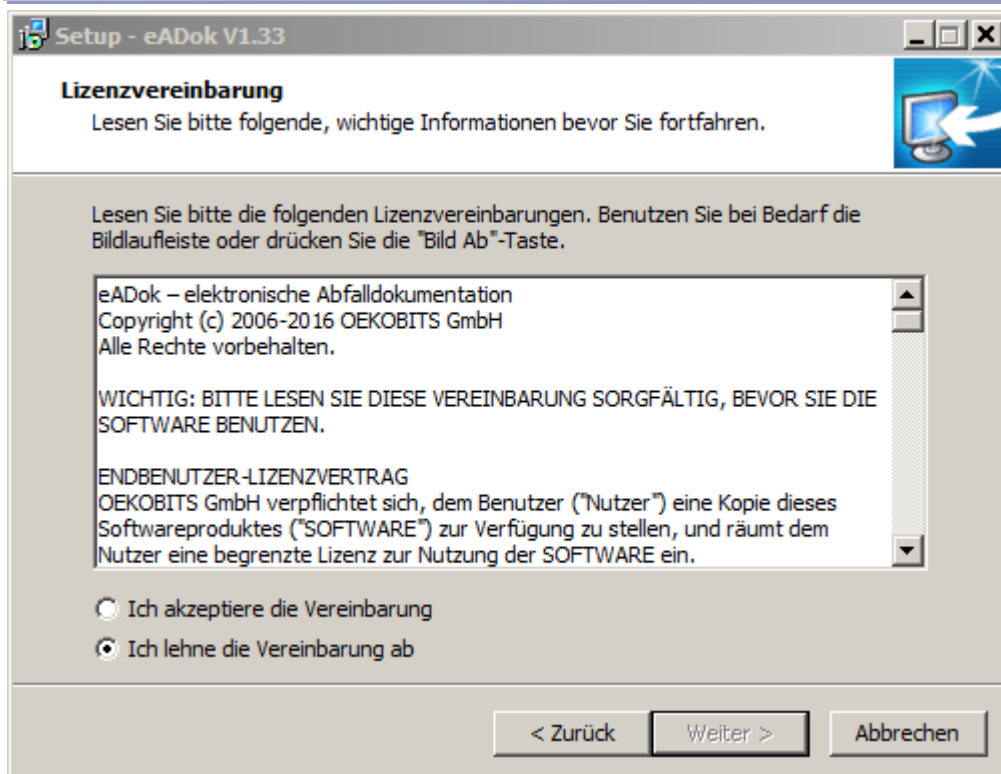 Setup - eADok V1.33
Lizenzvereinbarung
Lesen Sie bitte folgende, wichtige Informationen bevor Sie fortfahren.
Lesen Sie bitte die folgenden Lizenzvereinbarungen. Benutzen Sie bei Bedarf die
Bildlaufleiste oder drücken Sie die "Bild Ab"-Taste.
eADok – elektronische Abfalldokumentation
Copyright (c) 2006-2016 OEKOBITS GmbH
Alle Rechte vorbehalten.
WICHTIG: BITTE LESEN SIE DIESE VEREINBARUNG SORGFÄLTIG, BEVOR SIE DIE
SOFTWARE BENUTZEN.
ENDBENUTZER-LIZENZVERTRAG
OEKOBITS GmbH verpflichtet sich, dem Benutzer ("Nutzer") eine Kopie dieses
Softwareproduktes ("SOFTWARE") zur Verfügung zu stellen, und räumt dem
Nutzer eine begrenzte Lizenz zur Nutzung der SOFTWARE ein.
Ich akzeptiere die Vereinbarung
Ich lehne die Vereinbarung ab
< Zurück Weiter > Abbrechen